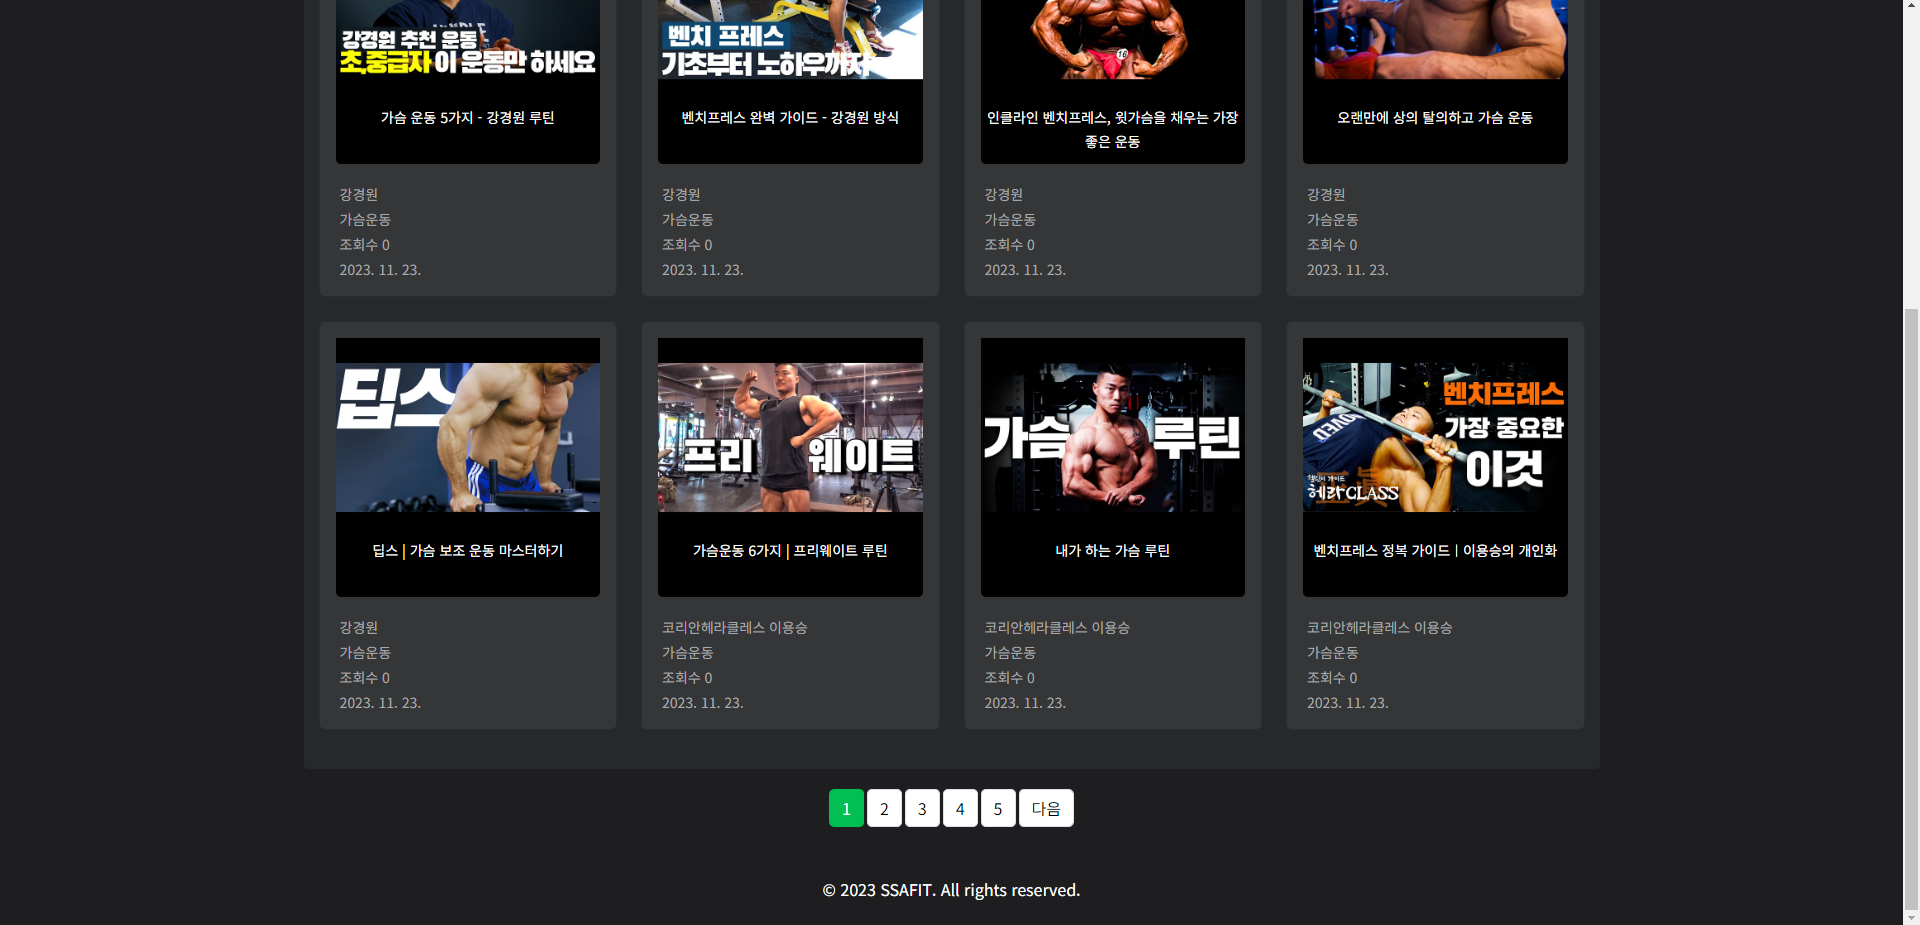 강경원 추천 운동
초,중급자 이 운동만 하세요
벤치 프레스
기초부터 노하우까지
16
가슴 운동 5가지 - 강경원 루틴
벤치프레스 완벽 가이드 - 강경원 방식
인클라인 벤치프레스, 윗가슴을 채우는 가장
좋은 운동
오랜만에 상의 탈의하고 가슴 운동
강경원
가슴운동
조회수 0
2023. 11. 23.
강경원
가슴운동
조회수 0
2023. 11. 23.
강경원
가슴운동
조회수 0
2023. 11. 23.
강경원
가슴운동
조회수 0
2023. 11. 23.
딥스
프리 웨이트
가슴 루틴
벤치프레스
가장 중요한
이것
헤라CLASS
딥스 | 가슴 보조 운동 마스터하기
가슴운동 6가지 | 프리웨이트 루틴
내가 하는 가슴 루틴
벤치프레스 정복 가이드ㅣ이용승의 개인화
강경원
가슴운동
조회수 0
2023. 11. 23.
코리안헤라클레스 이용승
가슴운동
조회수 0
2023. 11. 23.
코리안헤라클레스 이용승
가슴운동
조회수 0
2023. 11. 23.
코리안헤라클레스 이용승
가슴운동
조회수 0
2023. 11. 23.
1 2 3 4 5 다음
© 2023 SSAFIT. All rights reserved.